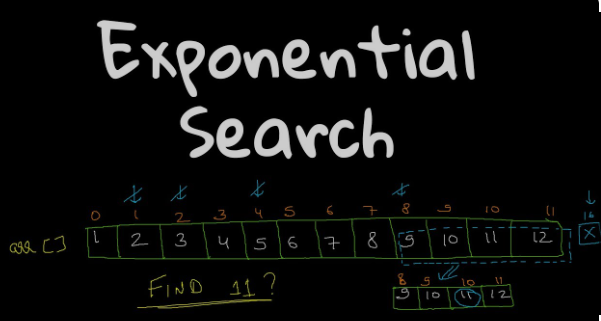 Exponential
Search
0 1 2 3 4 5 6 7 8 9 10 11 16
arr [] 1 2 3 4 5 6 7 8 9 10 11 12 X
FIND 11?
8 9 10 11
9 10 11 12